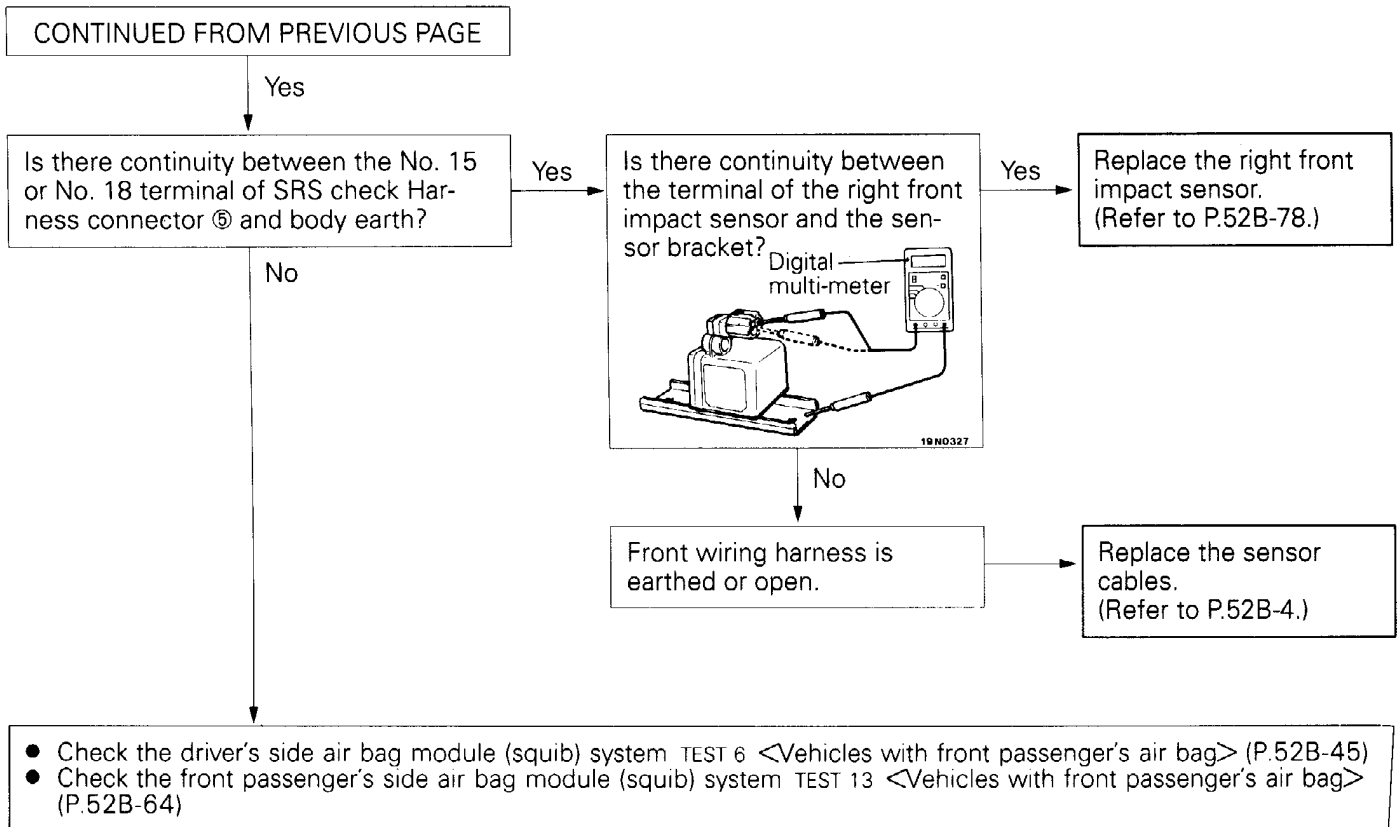 CONTINUED FROM PREVIOUS PAGE
Yes
Is there continuity between the No. 15
or No. 18 terminal of SRS check Har-
ness connector ⑤ and body earth?
Yes
Is there continuity between
the terminal of the right front
impact sensor and the sen-
sor bracket?
Digital
multi-meter
19N0327
Yes
Replace the right front
impact sensor.
(Refer to P.52B-78.)
No
No
Front wiring harness is
earthed or open.
Replace the sensor
cables.
(Refer to P.52B-4.)
● Check the driver's side air bag module (squib) system TEST 6 <Vehicles with front passenger's air bag> (P.52B-45)
● Check the front passenger's side air bag module (squib) system TEST 13 <Vehicles with front passenger's air bag>
(P.52B-64)